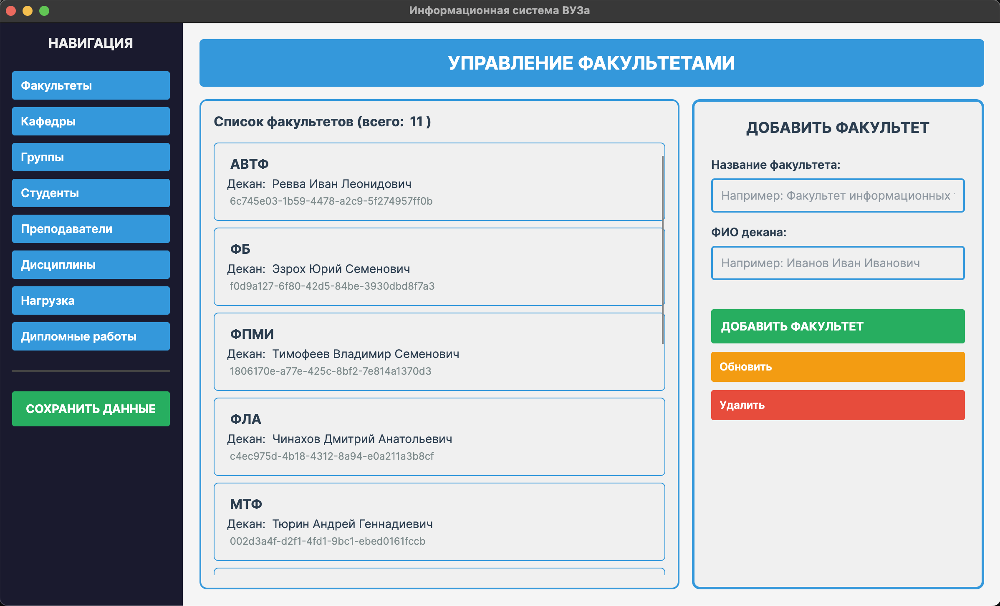 Информационная система ВУЗа
НАВИГАЦИЯ
Факультеты
Кафедры
Группы
Студенты
Преподаватели
Дисциплины
Нагрузка
Дипломные работы
СОХРАНИТЬ ДАННЫЕ
УПРАВЛЕНИЕ ФАКУЛЬТЕТАМИ
Список факультетов (всего: 11 )
АВТФ
Декан: Ревва Иван Леонидович
6c745e03-1b59-4478-a2c9-5f274957ff0b
ФБ
Декан: Эзрох Юрий Семенович
f0d9a127-6f80-42d5-84be-3930dbd8f7a3
ФПМИ
Декан: Тимофеев Владимир Семенович
1806170e-a77e-425c-8bf2-7e814a1370d3
ФЛА
Декан: Чинахов Дмитрий Анатольевич
c4ec975d-4b18-4312-8a94-e0a211a3b8cf
МТФ
Декан: Тюрин Андрей Геннадиевич
002d3a4f-d2f1-4fd1-9bc1-ebed0161fccb
ДОБАВИТЬ ФАКУЛЬТЕТ
Название факультета:
Например: Факультет информационных
ФИО декана:
Например: Иванов Иван Иванович
ДОБАВИТЬ ФАКУЛЬТЕТ
Обновить
Удалить